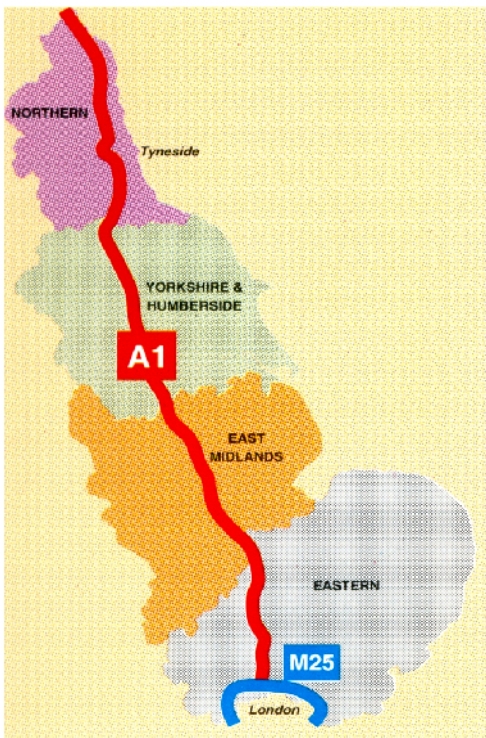 NORTHERN
Tyneside
YORKSHIRE &
HUMBERSIDE
A1
EAST
MIDLANDS
EASTERN
M25
London